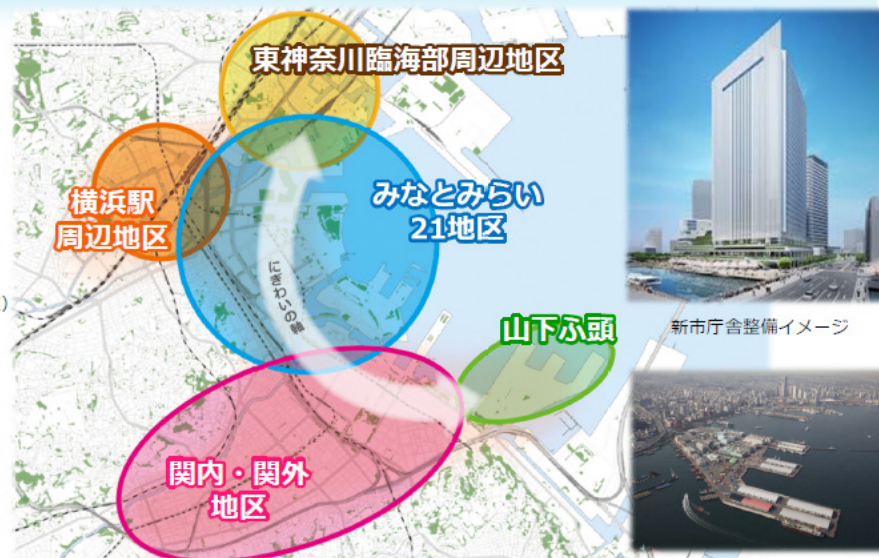 東神奈川臨海部周辺地区
横浜駅
周辺地区
みなとみらい
21地区
にぎわいの軸
山下ふ頭
新市庁舎整備イメージ
関内・関外
地区
)